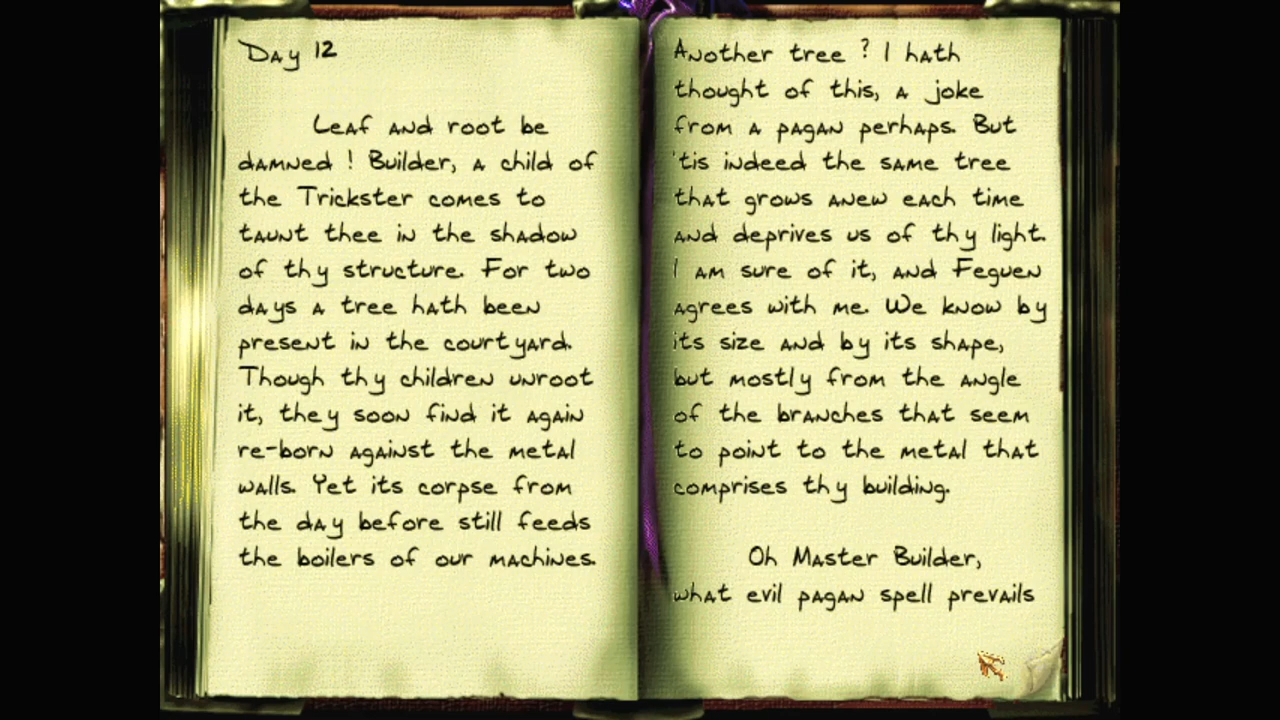 Day 12
Leaf and root be
damned ! Builder, a child of
the Trickster comes to
taunt thee in the shadow
of thy structure. For two
days a tree hath been
present in the courtyard.
Though thy children unroot
it, they soon find it again
re-born against the metal
walls. Yet its corpse from
the day before still feeds
the boilers of our machines.
Another tree ? I hath
thought of this, a joke
from a pagan perhaps. But
'tis indeed the same tree
that grows anew each time
and deprives us of thy light.
I am sure of it, and Feguen
agrees with me. We know by
its size and by its shape,
but mostly from the angle
of the branches that seem
to point to the metal that
comprises thy building.
Oh Master Builder,
what evil pagan spell prevails